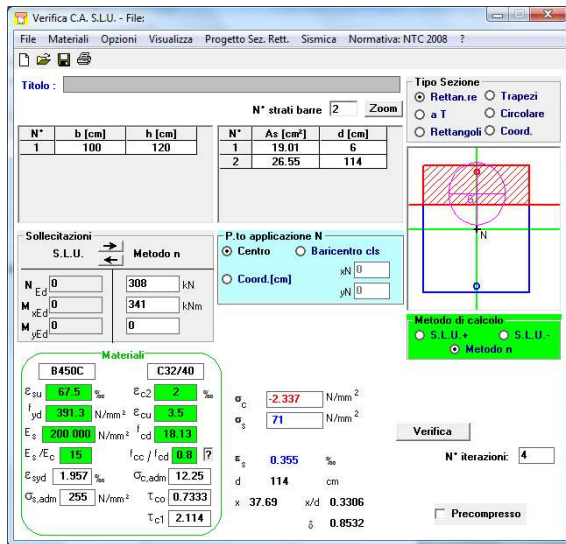 Verifica C.A. S.L.U. - File:
File Materiali Opzioni Visualizza Progetto Sez. Rett. Sismica Normativa: NTC 2008 ?
Titolo :
N° strati barre 2 Zoom
N° b [cm] h [cm]
1 100 120
N° As [cm²] d [cm]
1 19.01 6
2 26.55 114
Tipo Sezione
Rettan.re Trapezi
a T Circolare
Rettangoli Coord.
G
N
Sollecitazioni
S.L.U. Metodo n
N Ed 0 308 kN
M xEd 0 341 kNm
M yEd 0 0
P.to applicazione N
Centro Baricentro cls
Coord.[cm] xN 0
yN 0
Metodo di calcolo
S.L.U.+ S.L.U.-
Metodo n
Materiali
B450C C32/40
εsu 67.5 ‰ εc2 2 ‰
fyd 391.3 N/mm² εcu 3.5
Es 200 000 N/mm² fcd 18.13
Es/Ec 15 fcc / fcd 0.8 ?
εsyd 1.957 ‰ σc,adm 12.25
σs,adm 255 N/mm² τco 0.7333
τc1 2.114
σc -2.337 N/mm²
σs 71 N/mm²
εs 0.355 ‰
d 114 cm
x 37.69 x/d 0.3306
δ 0.8532
Verifica
N° iterazioni: 4
Precompresso